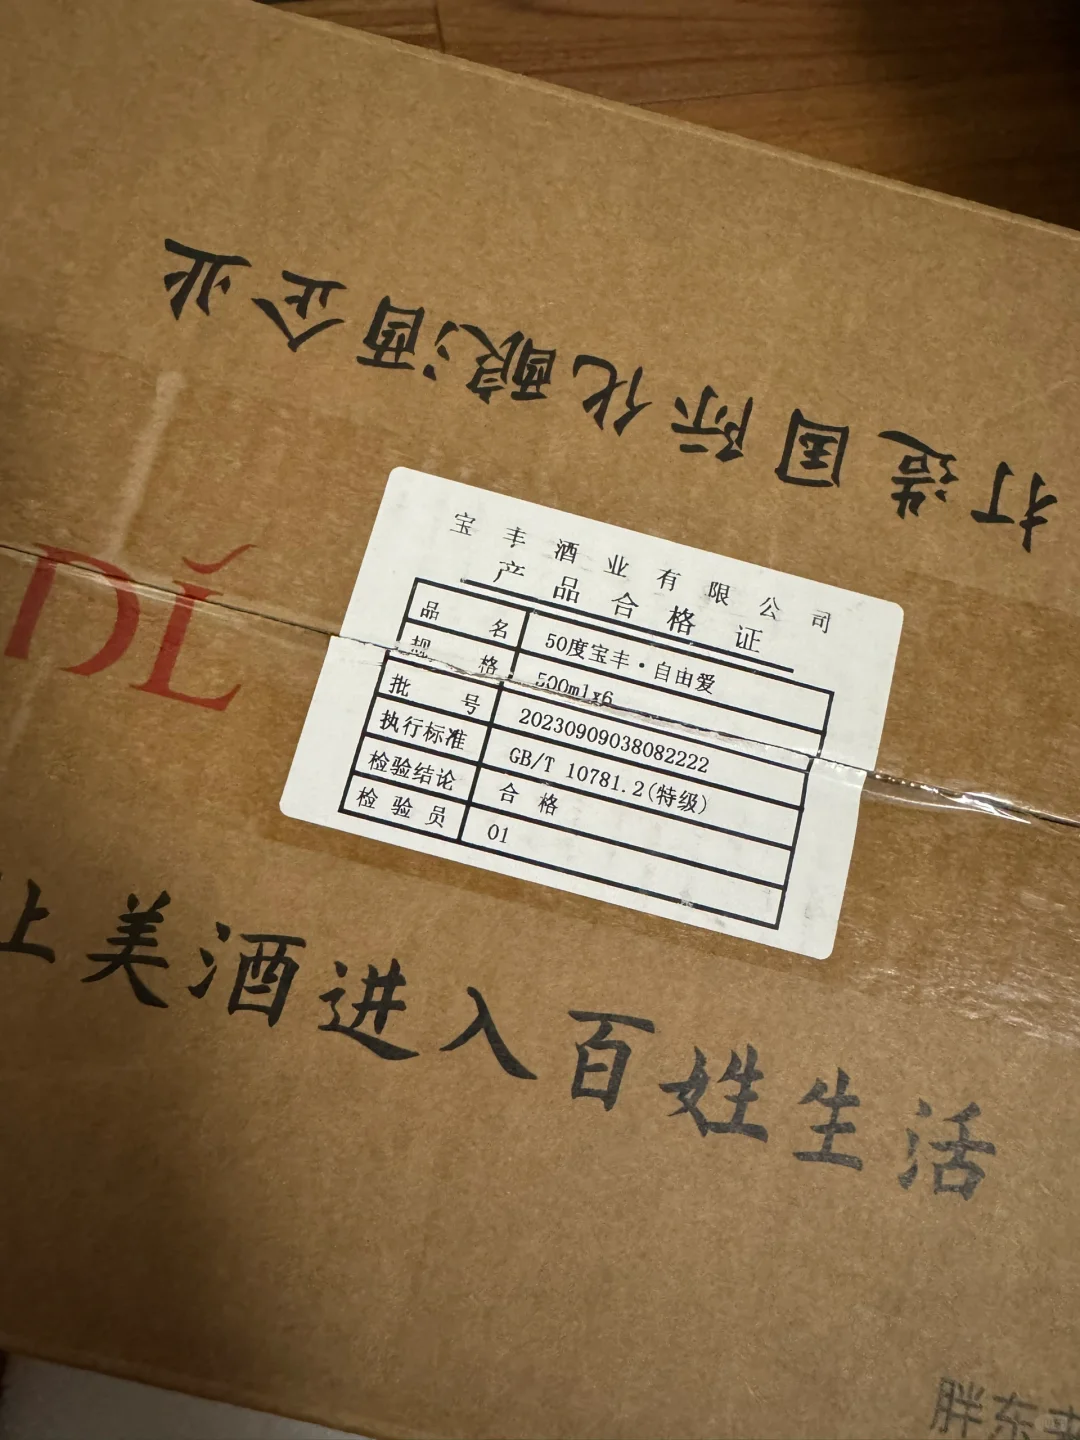 打造国际化酿酒企业
DĹ
宝丰酒业有限公司
产品合格证
品名 50度宝丰·自由爱
规格 500ml×6
批号 20230909038082222
执行标准 GB/T 10781.2(特级)
检验结论 合格
检验员 01
上美酒进入百姓生活
胖东来